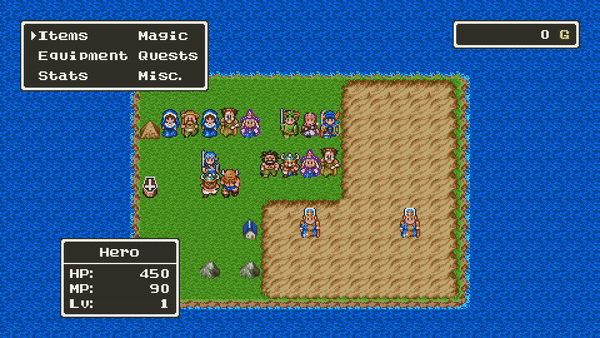 Items Magic
Equipment Quests
Stats Misc.
0 G
Hero
HP: 450
MP: 90
Lv: 1